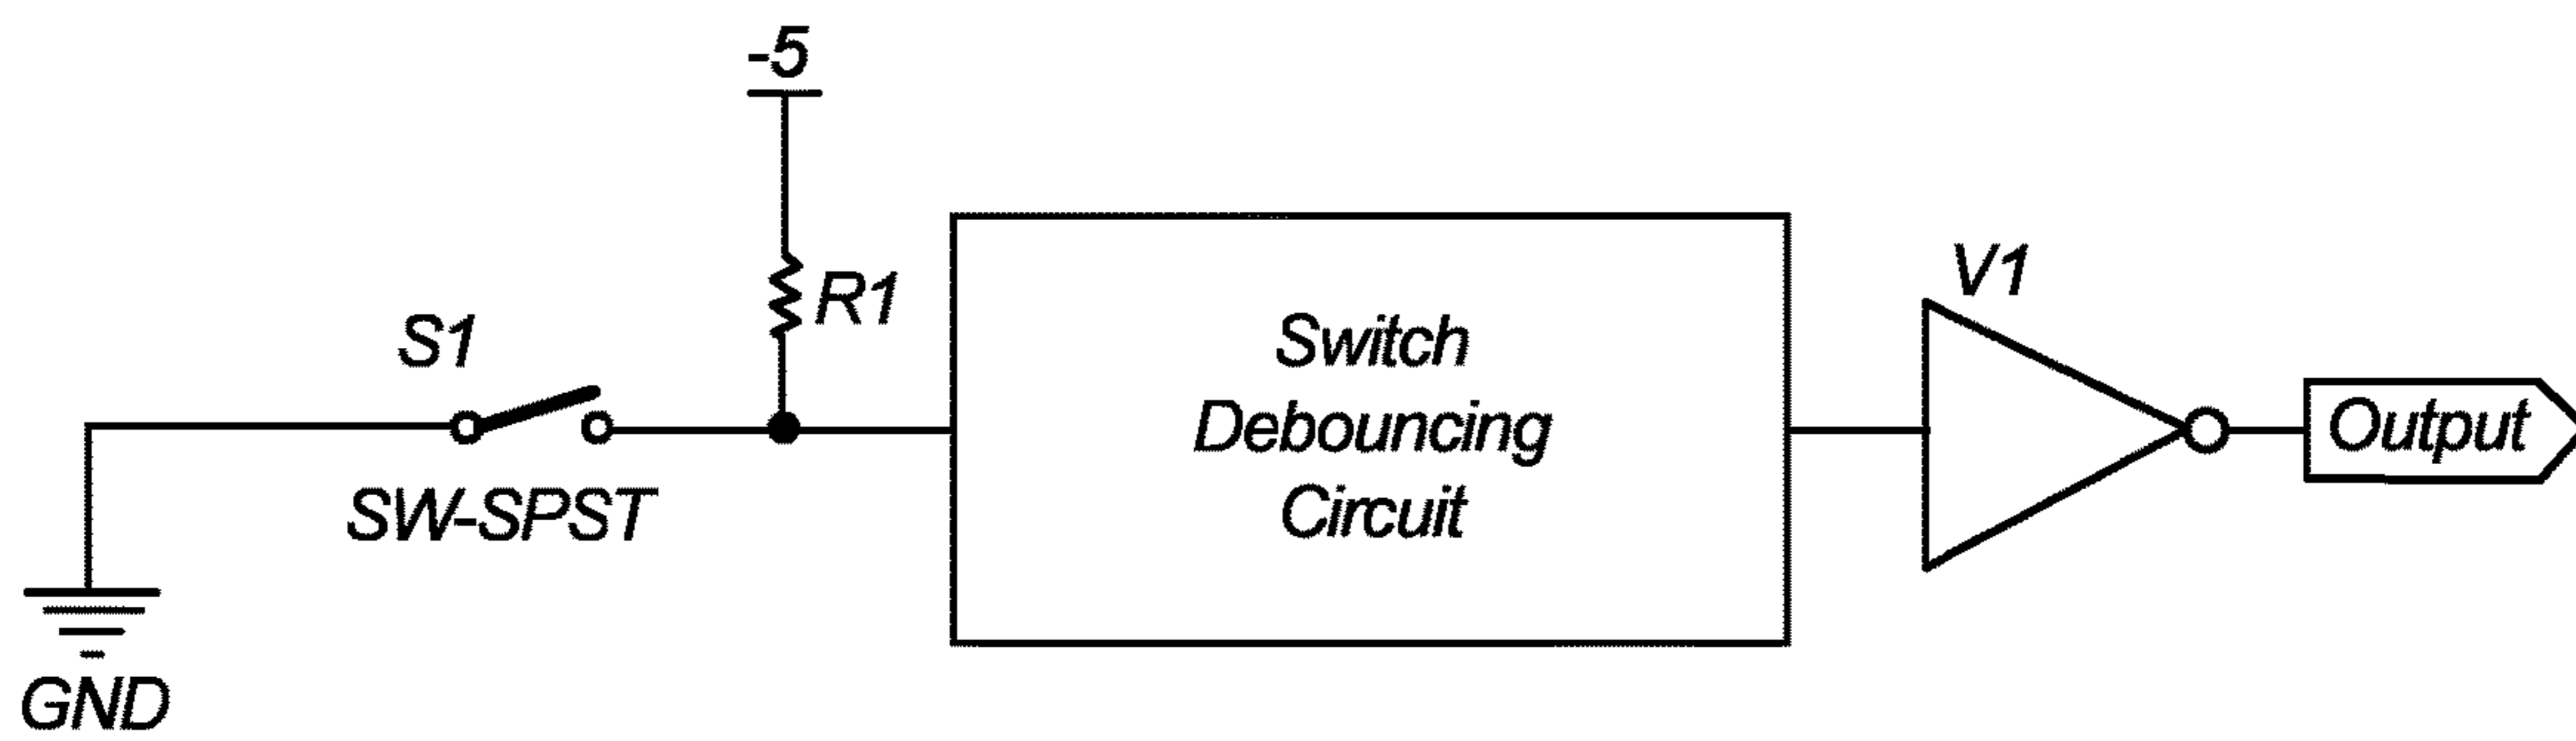 -5
R1
S1
SW-SPST
GND
Switch
Debouncing
Circuit
V1
Output